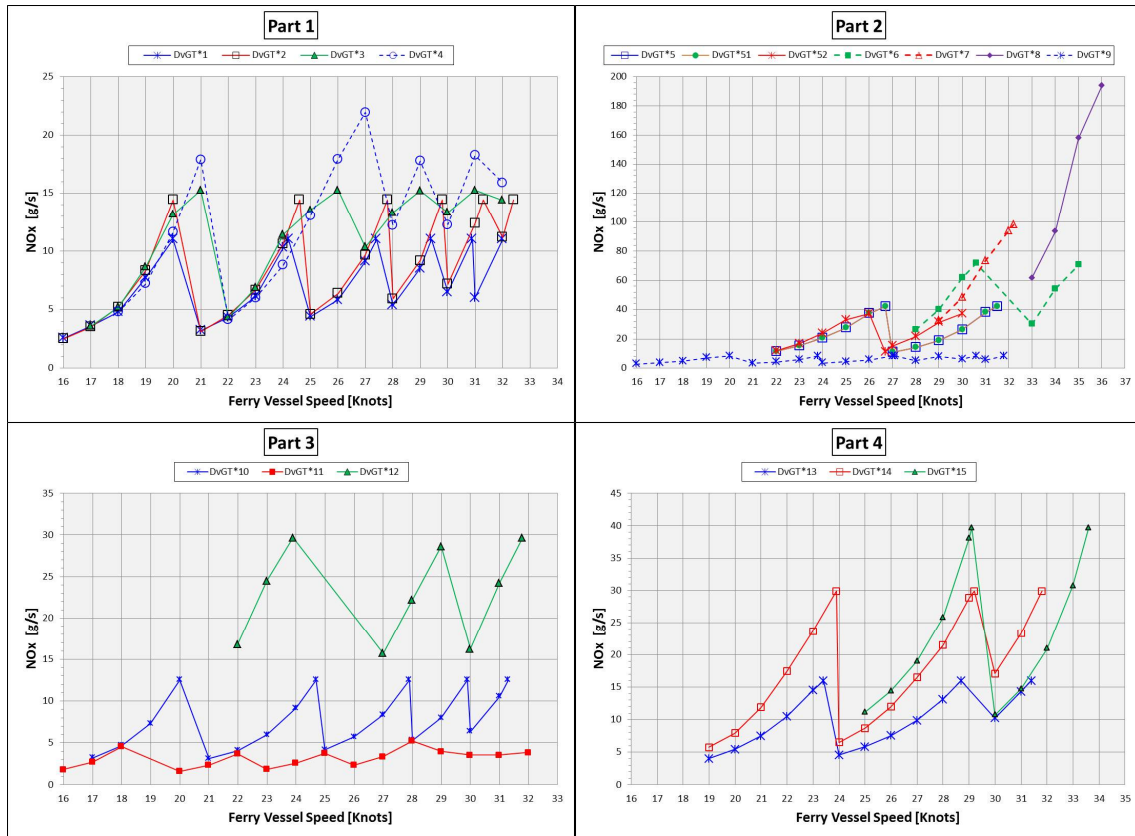 Part 1
DvGT*1 DvGT*2 DvGT*3 DvGT*4
25
20
15
10
5
0
NOx [g/s]
16 17 18 19 20 21 22 23 24 25 26 27 28 29 30 31 32 33 34
Ferry Vessel Speed [Knots]
Part 2
DvGT*5 DvGT*51 DvGT*52 DvGT*6 DvGT*7 DvGT*8 DvGT*9
200
180
160
140
120
100
80
60
40
20
0
NOx [g/s]
16 17 18 19 20 21 22 23 24 25 26 27 28 29 30 31 32 33 34 35 36 37
Ferry Vessel Speed [Knots]
Part 3
DvGT*10 DvGT*11 DvGT*12
35
30
25
20
15
10
5
0
NOx [g/s]
16 17 18 19 20 21 22 23 24 25 26 27 28 29 30 31 32 33
Ferry Vessel Speed [Knots]
Part 4
DvGT*13 DvGT*14 DvGT*15
45
40
35
30
25
20
15
10
5
0
NOx [g/s]
16 17 18 19 20 21 22 23 24 25 26 27 28 29 30 31 32 33 34 35
Ferry Vessel Speed [Knots]